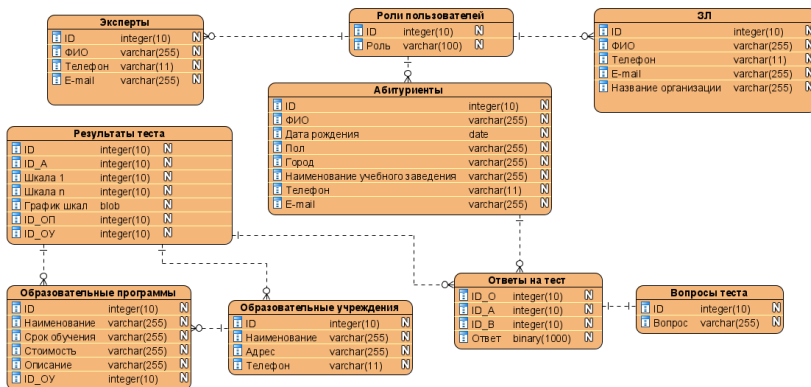 Эксперты
ID integer(10) N
ФИО varchar(255) N
Телефон varchar(11) N
E-mail varchar(255) N
Роли пользователей
ID integer(10) N
Роль varchar(100) N
ЗЛ
ID integer(10) N
ФИО varchar(255) N
Телефон varchar(11) N
E-mail varchar(255) N
Название организации varchar(255) N
Абитуриенты
ID integer(10) N
ФИО varchar(255) N
Дата рождения date N
Пол varchar(255) N
Город varchar(255) N
Наименование учебного заведения varchar(255) N
Телефон varchar(11) N
E-mail varchar(255) N
Результаты теста
ID integer(10) N
ID_А integer(10) N
Шкала 1 integer(10) N
Шкала n integer(10) N
График шкал blob N
ID_ОП integer(10) N
ID_ОУ integer(10) N
Образовательные программы
ID integer(10) N
Наименование varchar(255) N
Срок обучения varchar(255) N
Стоимость varchar(255) N
Описание varchar(255) N
ID_ОУ integer(10) N
Образовательные учреждения
ID integer(10) N
Наименование varchar(255) N
Адрес varchar(255) N
Телефон varchar(11) N
Ответы на тест
ID_О integer(10) N
ID_А integer(10) N
ID_В integer(10) N
Ответ binary(1000) N
Вопросы теста
ID integer(10) N
Вопрос varchar(255) N